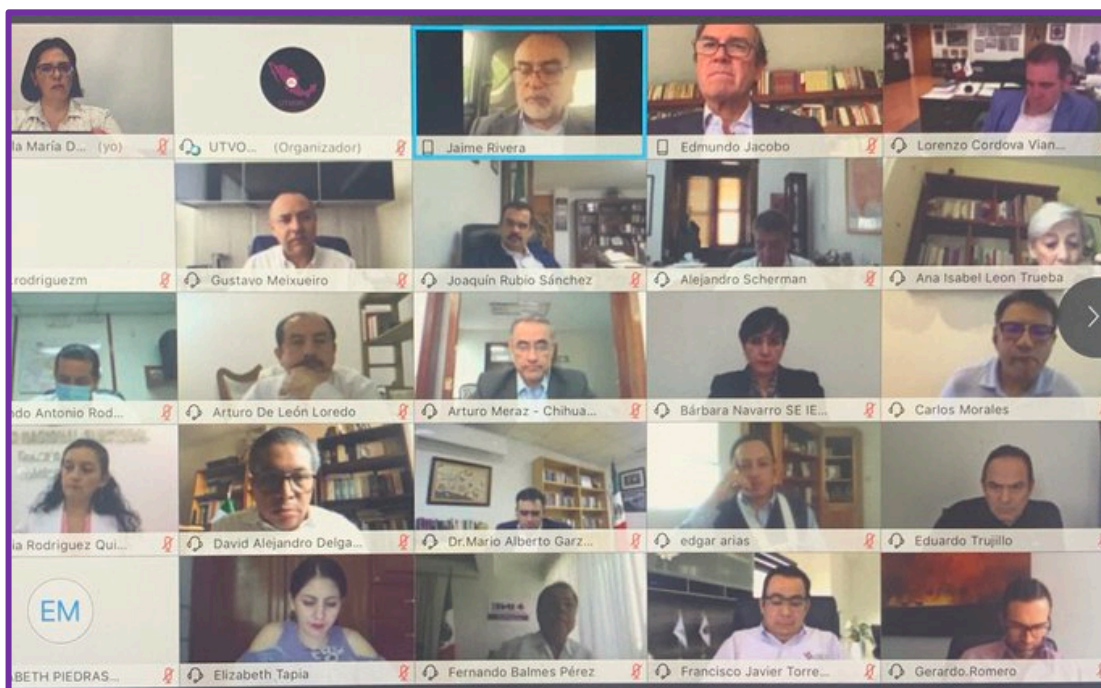 la María D... (yo)
UTVO... (Organizador)
Jaime Rivera
Edmundo Jacobo
Lorenzo Cordova Vian...
.rodriguezm
Gustavo Meixueiro
Joaquín Rubio Sánchez
Alejandro Scherman
Ana Isabel Leon Trueba
do Antonio Rod...
Arturo De León Loredo
Arturo Meraz - Chihua...
Bárbara Navarro SE IE...
Carlos Morales
ia Rodriguez Qui...
David Alejandro Delga...
Dr.Mario Alberto Garz...
edgar arias
Eduardo Trujillo
EM
BETH PIEDRAS...
Elizabeth Tapia
Fernando Balmes Pérez
Francisco Javier Torre...
Gerardo.Romero